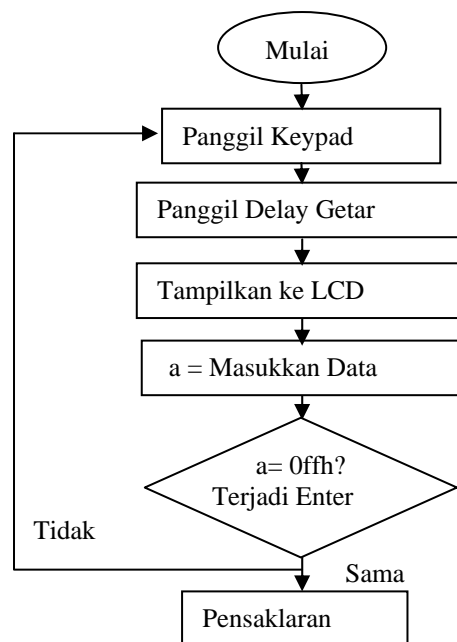 Mulai
Panggil Keypad
Panggil Delay Getar
Tampilkan ke LCD
a = Masukkan Data
a= 0ffh?
Terjadi Enter
Tidak
Sama
Pensaklaran